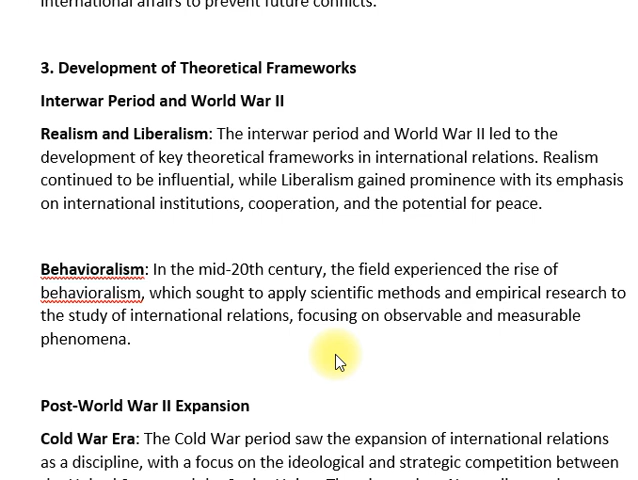 international affairs to prevent future conflicts.
3. Development of Theoretical Frameworks
Interwar Period and World War II
Realism and Liberalism: The interwar period and World War II led to the
development of key theoretical frameworks in international relations. Realism
continued to be influential, while Liberalism gained prominence with its emphasis
on international institutions, cooperation, and the potential for peace.
Behavioralism: In the mid-20th century, the field experienced the rise of
behavioralism, which sought to apply scientific methods and empirical research to
the study of international relations, focusing on observable and measurable
phenomena.
Post-World War II Expansion
Cold War Era: The Cold War period saw the expansion of international relations
as a discipline, with a focus on the ideological and strategic competition between